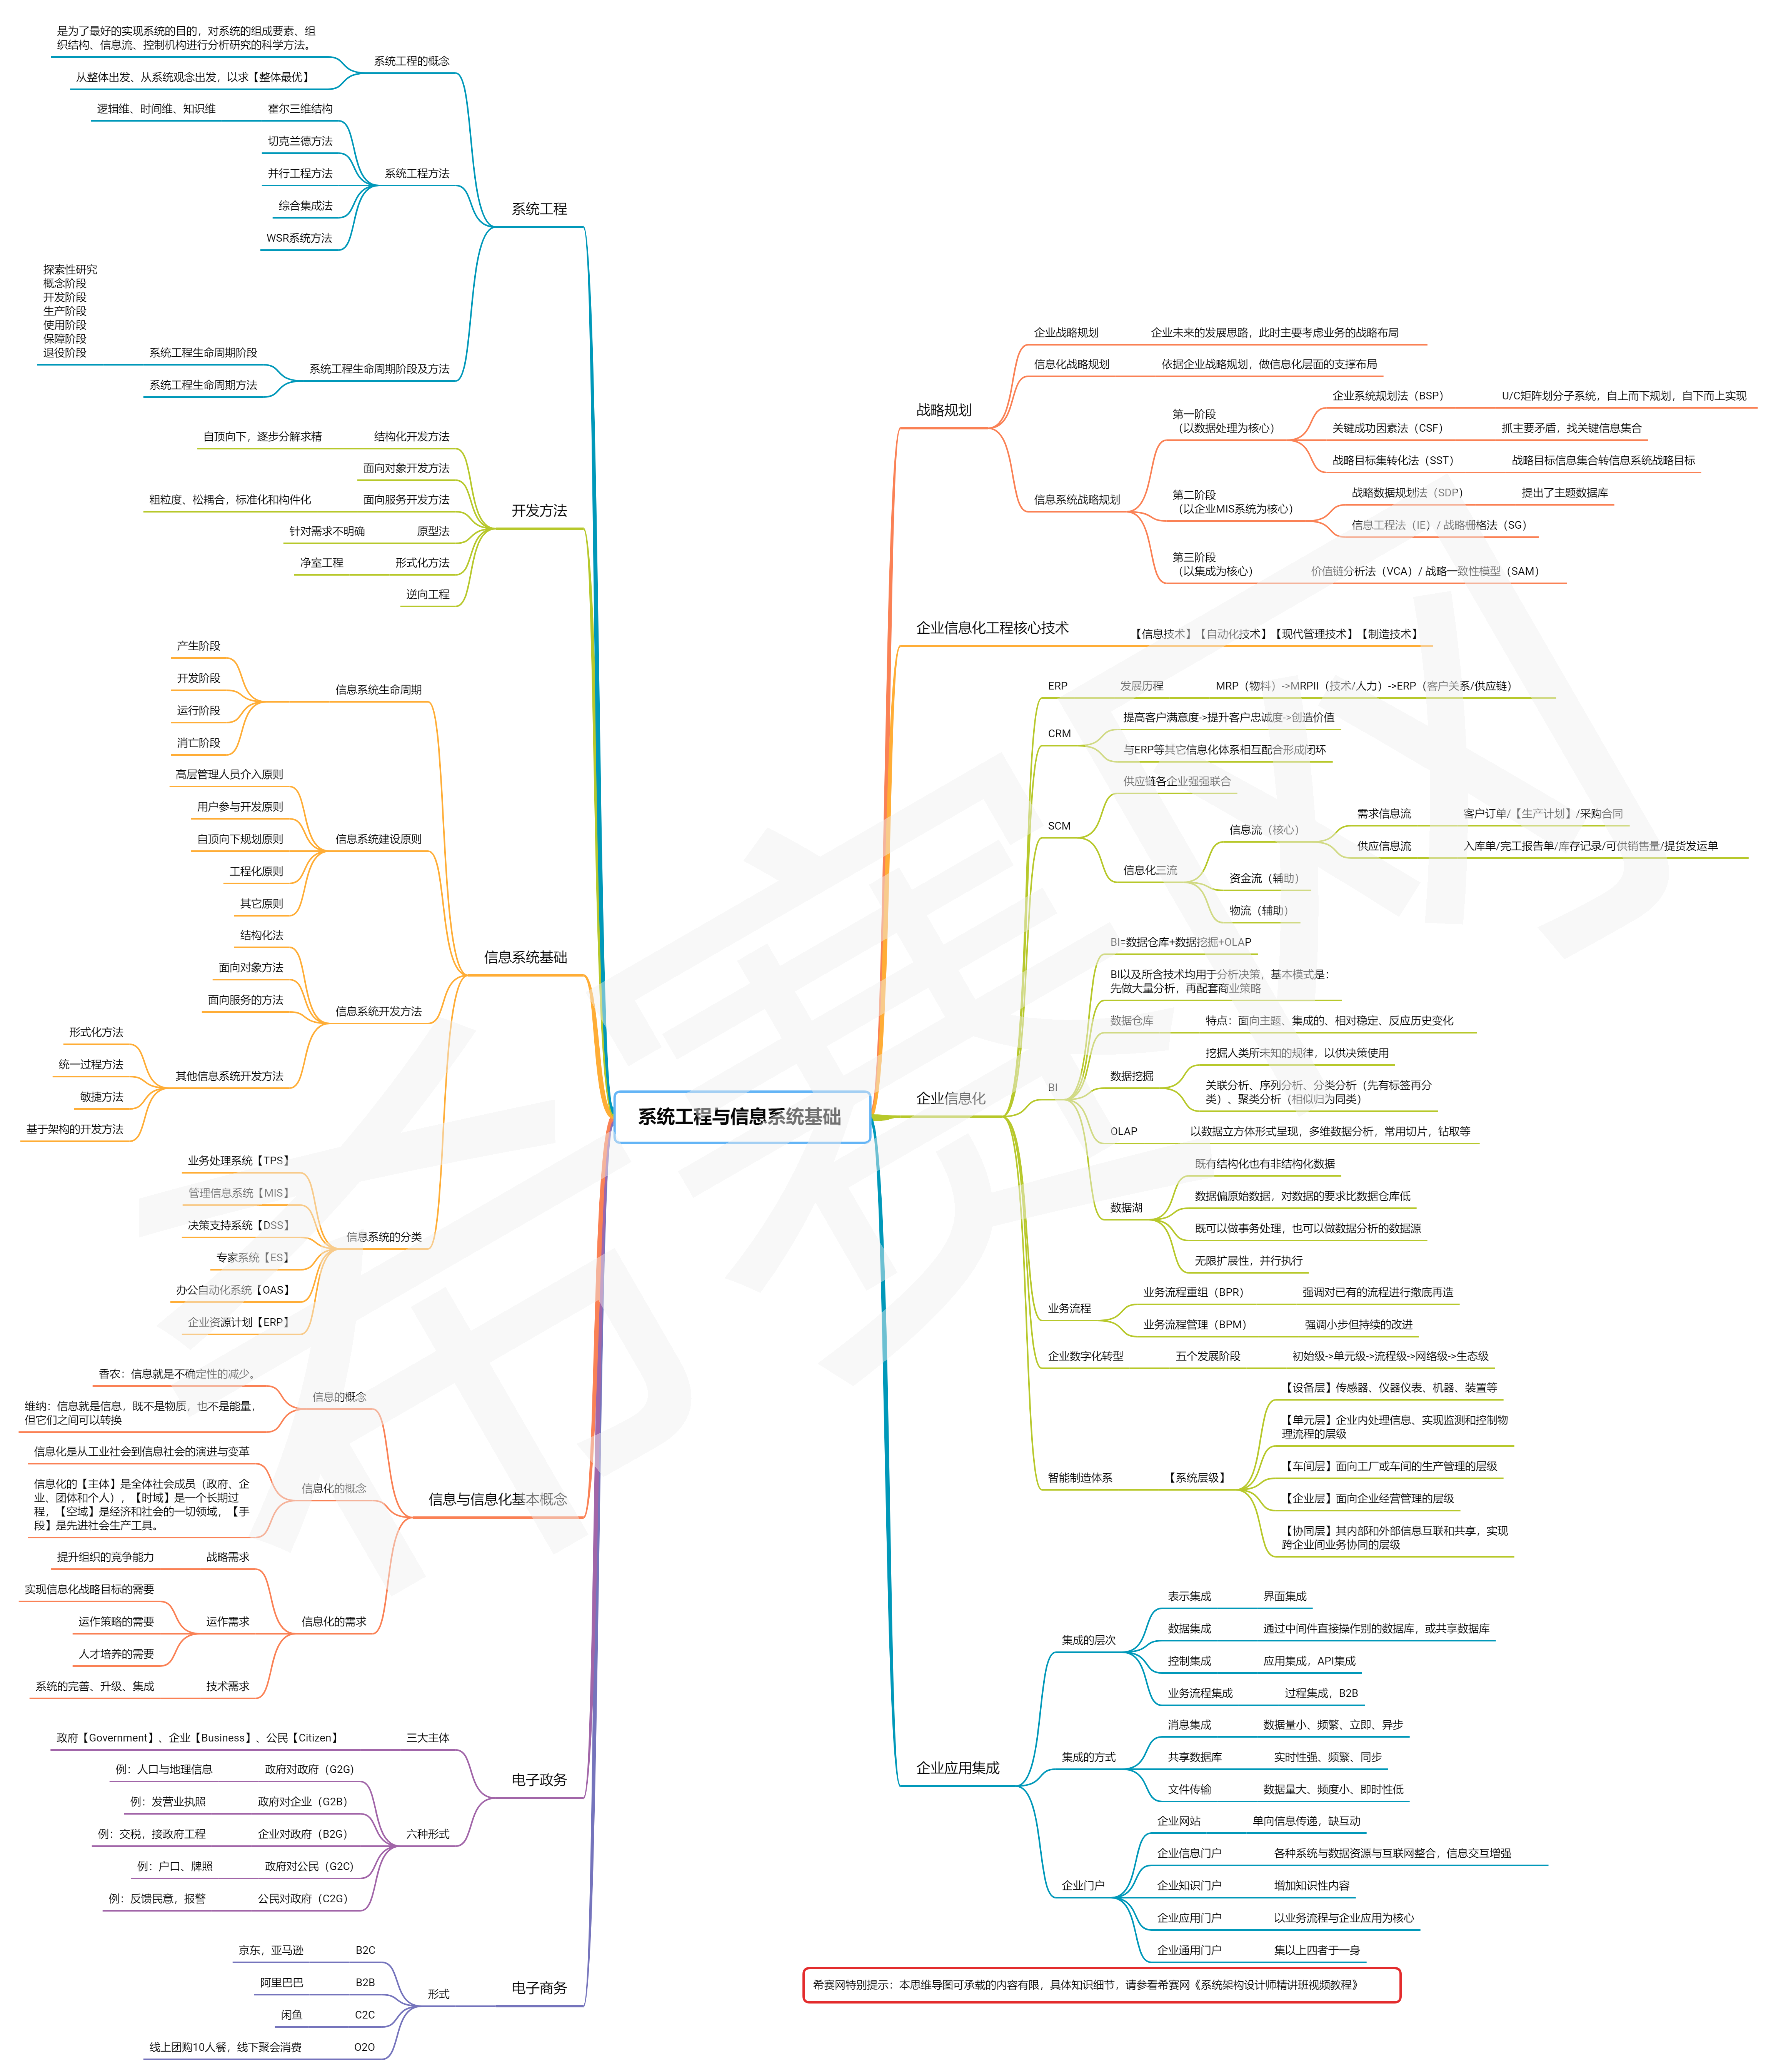 系统工程与信息系统基础
系统工程
系统工程的概念
是为了最好的实现系统的目的，对系统的组成要素、组
织结构、信息流、控制机构进行分析研究的科学方法。
从整体出发、从系统观念出发，以求【整体最优】
系统工程方法
霍尔三维结构
逻辑维、时间维、知识维
切克兰德方法
并行工程方法
综合集成法
WSR系统方法
系统工程生命周期阶段及方法
系统工程生命周期阶段
探索性研究
概念阶段
开发阶段
生产阶段
使用阶段
保障阶段
退役阶段
系统工程生命周期方法
开发方法
结构化开发方法
自顶向下，逐步分解求精
面向对象开发方法
面向服务开发方法
粗粒度、松耦合，标准化和构件化
原型法
针对需求不明确
形式化方法
净室工程
逆向工程
信息系统基础
信息系统生命周期
产生阶段
开发阶段
运行阶段
消亡阶段
信息系统建设原则
高层管理人员介入原则
用户参与开发原则
自顶向下规划原则
工程化原则
其它原则
信息系统开发方法
结构化法
面向对象方法
面向服务的方法
其他信息系统开发方法
形式化方法
统一过程方法
敏捷方法
基于架构的开发方法
信息系统的分类
业务处理系统【TPS】
管理信息系统【MIS】
决策支持系统【DSS】
专家系统【ES】
办公自动化系统【OAS】
企业资源计划【ERP】
信息与信息化基本概念
信息的概念
香农：信息就是不确定性的减少。
维纳：信息就是信息，既不是物质，也不是能量，
但它们之间可以转换
信息化的概念
信息化是从工业社会到信息社会的演进与变革
信息化的【主体】是全体社会成员（政府、企
业、团体和个人），【时域】是一个长期过
程，【空域】是经济和社会的一切领域，【手
段】是先进社会生产工具。
信息化的需求
战略需求
提升组织的竞争能力
运作需求
实现信息化战略目标的需要
运作策略的需要
人才培养的需要
技术需求
系统的完善、升级、集成
电子政务
三大主体
政府【Government】、企业【Business】、公民【Citizen】
六种形式
政府对政府（G2G）
例：人口与地理信息
政府对企业（G2B）
例：发营业执照
企业对政府（B2G）
例：交税，接政府工程
政府对公民（G2C）
例：户口、牌照
公民对政府（C2G）
例：反馈民意，报警
电子商务
形式
B2C
京东，亚马逊
B2B
阿里巴巴
C2C
闲鱼
O2O
线上团购10人餐，线下聚会消费
战略规划
企业战略规划
企业未来的发展思路，此时主要考虑业务的战略布局
信息化战略规划
依据企业战略规划，做信息化层面的支撑布局
信息系统战略规划
第一阶段
（以数据处理为核心）
企业系统规划法（BSP）
U/C矩阵划分子系统，自上而下规划，自下而上实现
关键成功因素法（CSF）
抓主要矛盾，找关键信息集合
战略目标集转化法（SST）
战略目标信息集合转信息系统战略目标
第二阶段
（以企业MIS系统为核心）
战略数据规划法（SDP）
提出了主题数据库
信息工程法（IE）/ 战略栅格法（SG）
第三阶段
（以集成为核心）
价值链分析法（VCA）/ 战略一致性模型（SAM）
企业信息化工程核心技术
【信息技术】【自动化技术】【现代管理技术】【制造技术】
企业信息化
ERP
发展历程
MRP（物料）->MRPII（技术/人力）->ERP（客户关系/供应链）
CRM
提高客户满意度->提升客户忠诚度->创造价值
与ERP等其它信息化体系相互配合形成闭环
SCM
供应链各企业强强联合
信息化三流
信息流（核心）
需求信息流
客户订单/【生产计划】/采购合同
供应信息流
入库单/完工报告单/库存记录/可供销售量/提货发运单
资金流（辅助）
物流（辅助）
BI
BI=数据仓库+数据挖掘+OLAP
BI以及所含技术均用于分析决策，基本模式是：
先做大量分析，再配套商业策略
数据仓库
特点：面向主题、集成的、相对稳定、反应历史变化
数据挖掘
挖掘人类所未知的规律，以供决策使用
关联分析、序列分析、分类分析（先有标签再分
类）、聚类分析（相似归为同类）
OLAP
以数据立方体形式呈现，多维数据分析，常用切片，钻取等
数据湖
既有结构化也有非结构化数据
数据偏原始数据，对数据的要求比数据仓库低
既可以做事务处理，也可以做数据分析的数据源
无限扩展性，并行执行
业务流程
业务流程重组（BPR）
强调对已有的流程进行撤底再造
业务流程管理（BPM）
强调小步但持续的改进
企业数字化转型
五个发展阶段
初始级->单元级->流程级->网络级->生态级
智能制造体系
【系统层级】
【设备层】传感器、仪器仪表、机器、装置等
【单元层】企业内处理信息、实现监测和控制物
理流程的层级
【车间层】面向工厂或车间的生产管理的层级
【企业层】面向企业经营管理的层级
【协同层】其内部和外部信息互联和共享，实现
跨企业间业务协同的层级
企业应用集成
集成的层次
表示集成
界面集成
数据集成
通过中间件直接操作别的数据库，或共享数据库
控制集成
应用集成，API集成
业务流程集成
过程集成，B2B
集成的方式
消息集成
数据量小、频繁、立即、异步
共享数据库
实时性强、频繁、同步
文件传输
数据量大、频度小、即时性低
企业门户
企业网站
单向信息传递，缺互动
企业信息门户
各种系统与数据资源与互联网整合，信息交互增强
企业知识门户
增加知识性内容
企业应用门户
以业务流程与企业应用为核心
企业通用门户
集以上四者于一身
希赛网特别提示：本思维导图可承载的内容有限，具体知识细节，请参看希赛网《系统架构设计师精讲班视频教程》
希赛网